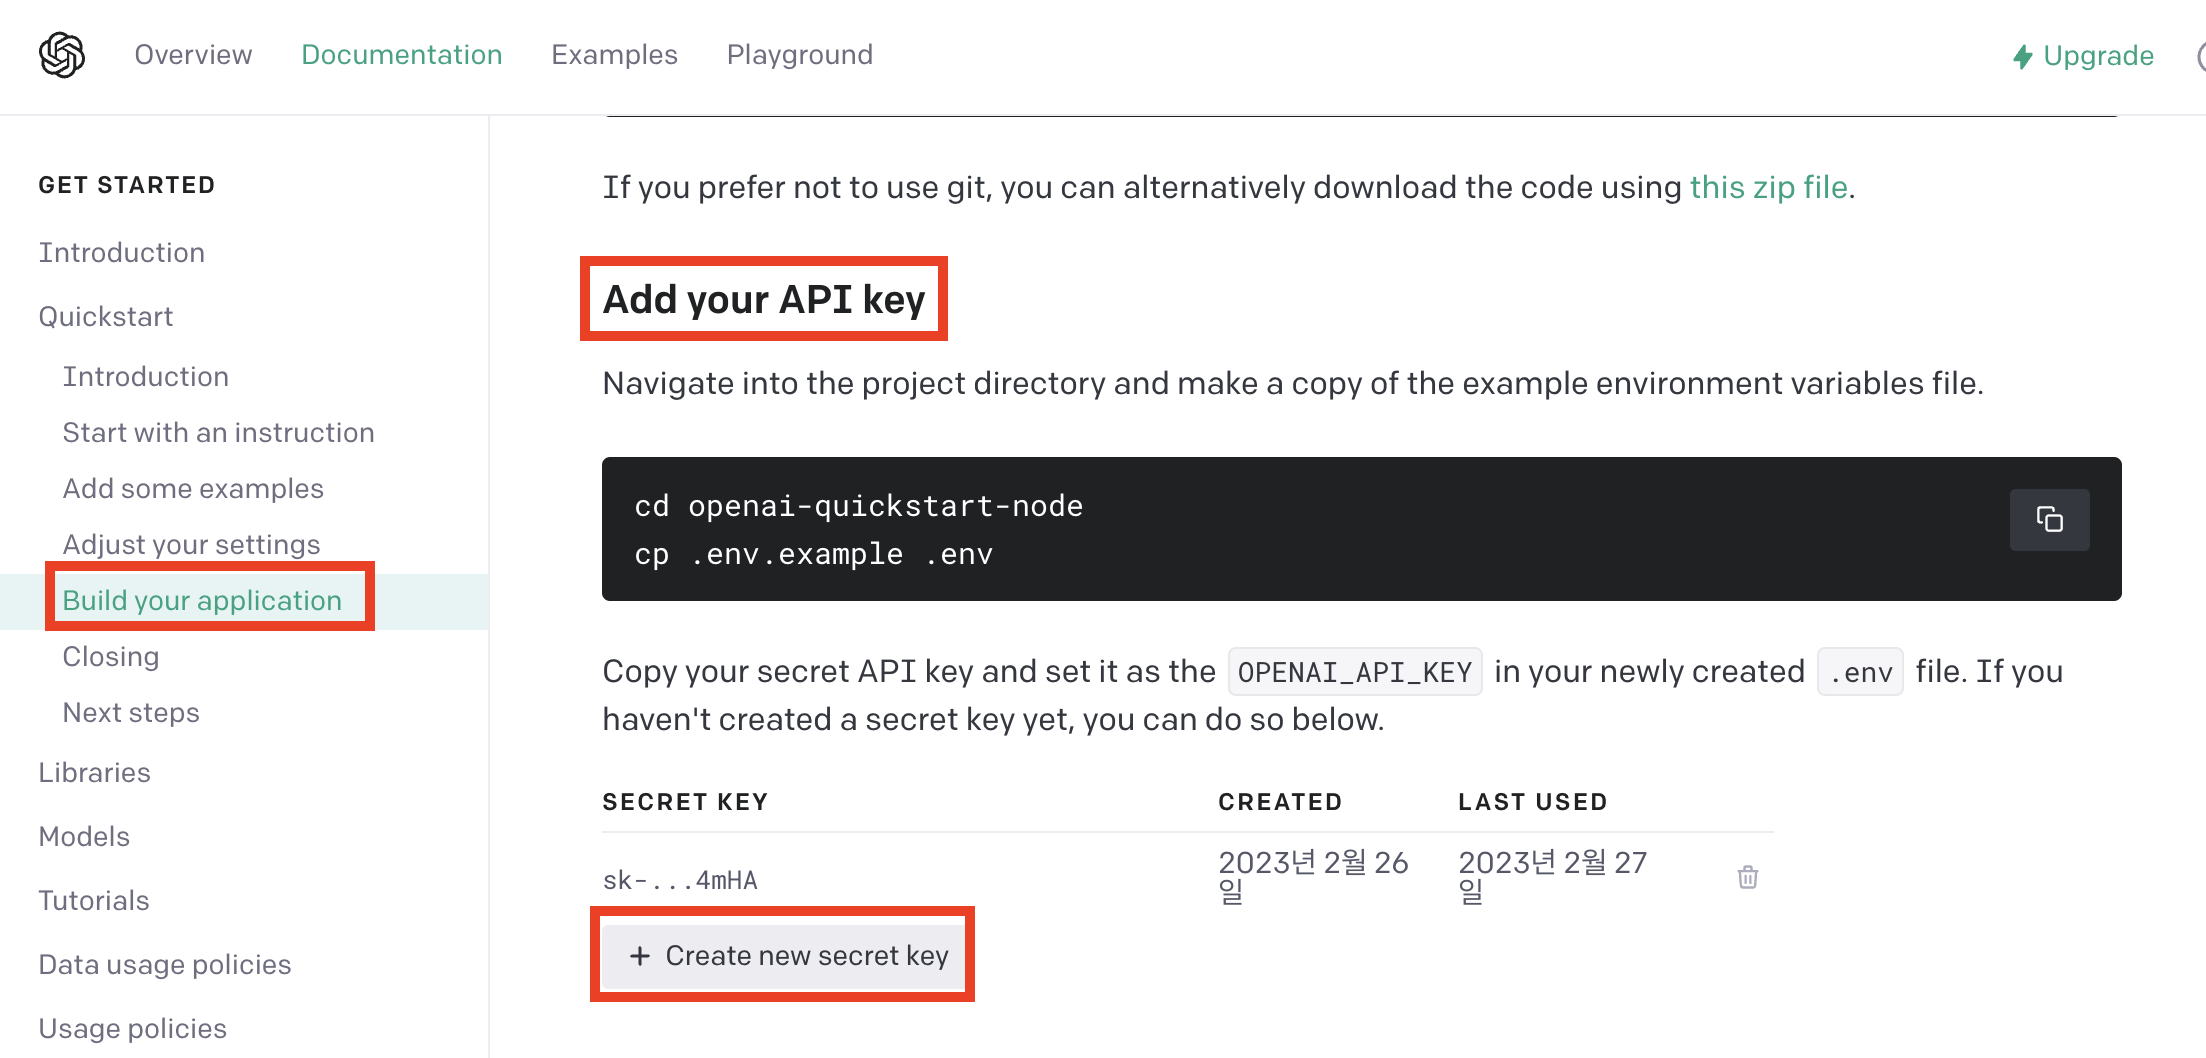 Overview Documentation Examples Playground Upgrade
GET STARTED
Introduction
Quickstart
Introduction
Start with an instruction
Add some examples
Adjust your settings
Build your application
Closing
Next steps
Libraries
Models
Tutorials
Data usage policies
Usage policies
If you prefer not to use git, you can alternatively download the code using this zip file.
Add your API key
Navigate into the project directory and make a copy of the example environment variables file.
cd openai-quickstart-node
cp .env.example .env
Copy your secret API key and set it as the OPENAI_API_KEY in your newly created .env file. If you
haven't created a secret key yet, you can do so below.
SECRET KEY CREATED LAST USED
sk-...4mHA 2023년 2월 26 2023년 2월 27
일 일
+ Create new secret key